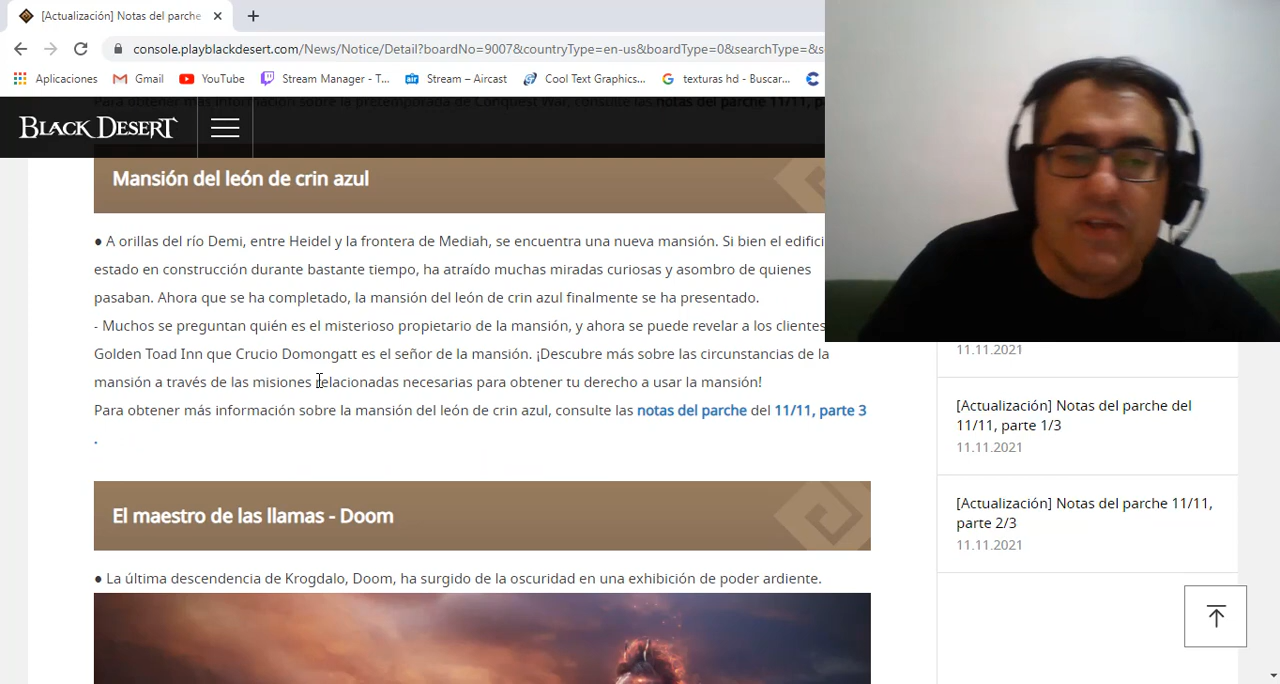 [Actualización] Notas del parche
console.playblackdesert.com/News/Notice/Detail?boardNo=9007&countryType=en-us&boardType=0&searchType=&s
Aplicaciones Gmail YouTube Stream Manager - T... Stream – Aircast Cool Text Graphics... texturas hd - Buscar...
Para obtener más información sobre la pretemporada de Conquest War, consulte las notas del parche 11/11, pa
BLACK DESERT
Mansión del león de crin azul
● A orillas del río Demi, entre Heidel y la frontera de Mediah, se encuentra una nueva mansión. Si bien el edifici
estado en construcción durante bastante tiempo, ha atraído muchas miradas curiosas y asombro de quienes
pasaban. Ahora que se ha completado, la mansión del león de crin azul finalmente se ha presentado.
- Muchos se preguntan quién es el misterioso propietario de la mansión, y ahora se puede revelar a los clientes
Golden Toad Inn que Crucio Domongatt es el señor de la mansión. ¡Descubre más sobre las circunstancias de la
mansión a través de las misiones relacionadas necesarias para obtener tu derecho a usar la mansión!
Para obtener más información sobre la mansión del león de crin azul, consulte las notas del parche del 11/11, parte 3
.
El maestro de las llamas - Doom
● La última descendencia de Krogdalo, Doom, ha surgido de la oscuridad en una exhibición de poder ardiente.
11.11.2021
[Actualización] Notas del parche del
11/11, parte 1/3
11.11.2021
[Actualización] Notas del parche 11/11,
parte 2/3
11.11.2021